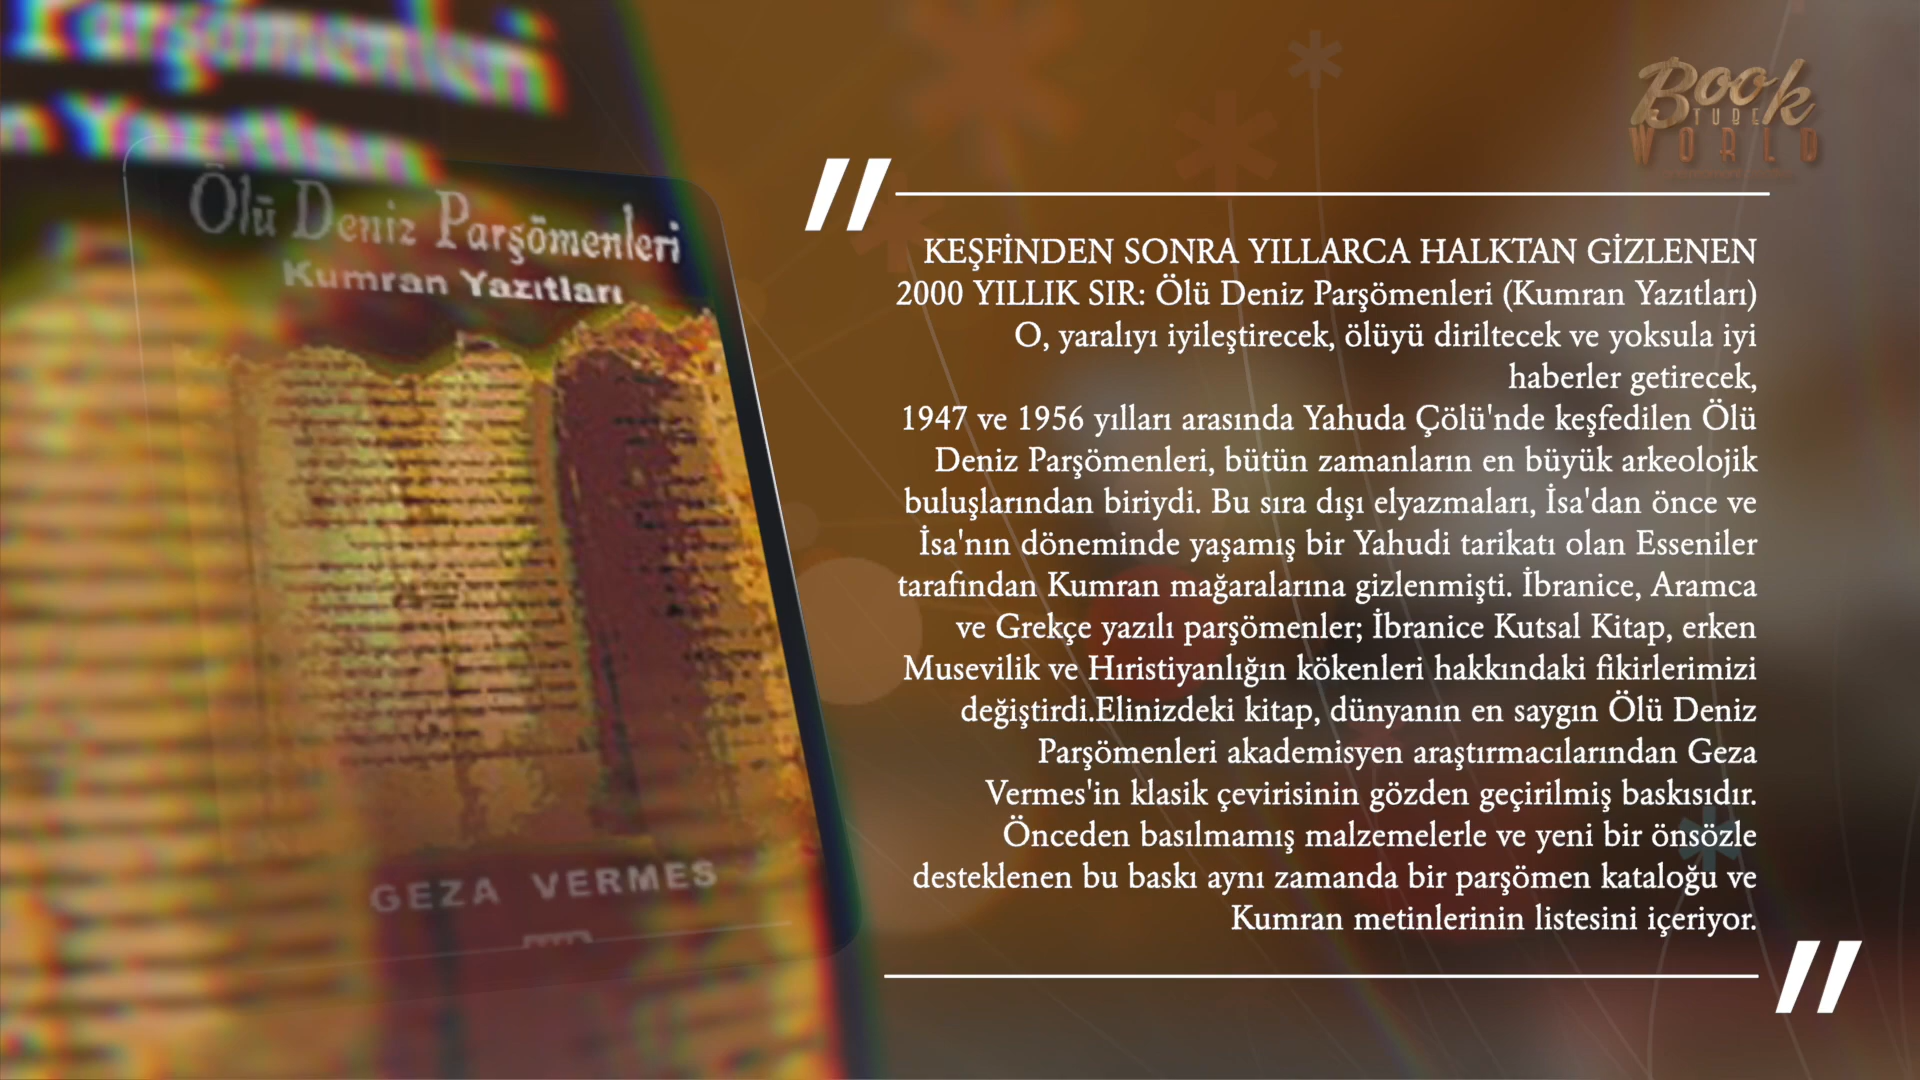 Parşömenleri
n Yazıtları
Ölü Deniz Parşömenleri
Kumran Yazıtları
GEZA VERMES
Book
TUBE
WORLD
KEŞFİNDEN SONRA YILLARCA HALKTAN GİZLENEN
2000 YILLIK SIR: Ölü Deniz Parşömenleri (Kumran Yazıtları)
O, yaralıyı iyileştirecek, ölüyü diriltecek ve yoksula iyi
haberler getirecek,
1947 ve 1956 yılları arasında Yahuda Çölü'nde keşfedilen Ölü
Deniz Parşömenleri, bütün zamanların en büyük arkeolojik
buluşlarından biriydi. Bu sıra dışı elyazmaları, İsa'dan önce ve
İsa'nın döneminde yaşamış bir Yahudi tarikatı olan Esseniler
tarafından Kumran mağaralarına gizlenmişti. İbranice, Aramca
ve Grekçe yazılı parşömenler; İbranice Kutsal Kitap, erken
Musevilik ve Hıristiyanlığın kökenleri hakkındaki fikirlerimizi
değiştirdi.Elinizdeki kitap, dünyanın en saygın Ölü Deniz
Parşömenleri akademisyen araştırmacılarından Geza
Vermes'in klasik çevirisinin gözden geçirilmiş baskısıdır.
Önceden basılmamış malzemelerle ve yeni bir önsözle
desteklenen bu baskı aynı zamanda bir parşömen kataloğu ve
Kumran metinlerinin listesini içeriyor.